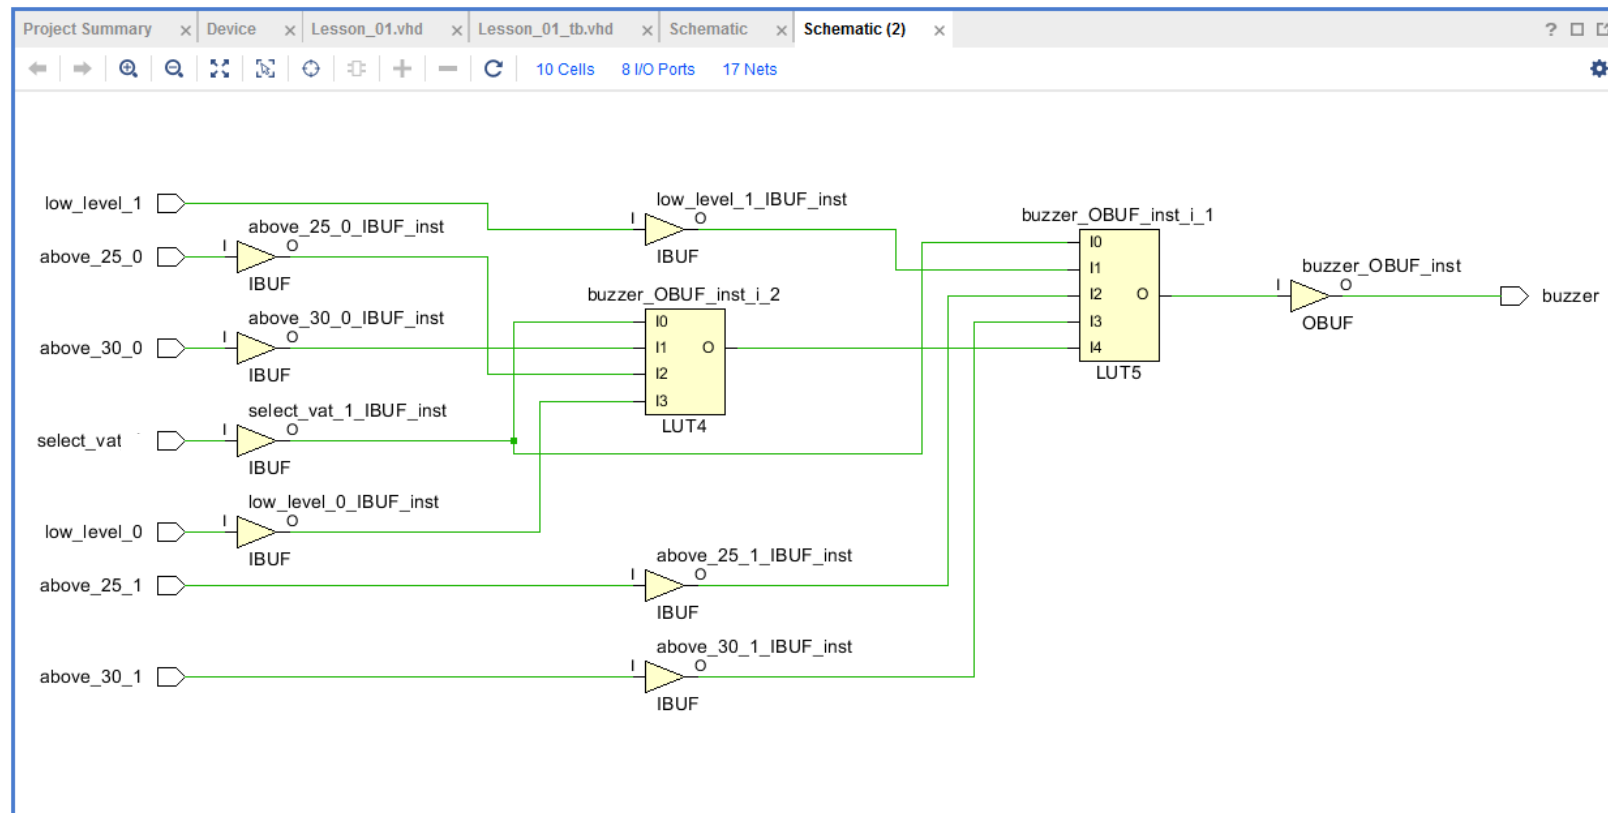 Project Summary × Device × Lesson_01.vhd × Lesson_01_tb.vhd × Schematic × Schematic (2) × ?
10 Cells 8 I/O Ports 17 Nets
low_level_1
low_level_1_IBUF_inst
I O
IBUF
above_25_0
above_25_0_IBUF_inst
I O
IBUF
above_30_0
above_30_0_IBUF_inst
I O
IBUF
select_vat
select_vat_1_IBUF_inst
I O
IBUF
low_level_0
low_level_0_IBUF_inst
I O
IBUF
above_25_1
above_25_1_IBUF_inst
I O
IBUF
above_30_1
above_30_1_IBUF_inst
I O
IBUF
buzzer_OBUF_inst_i_2
I0
I1 O
I2
I3
LUT4
buzzer_OBUF_inst_i_1
I0
I1
I2 O
I3
I4
LUT5
buzzer_OBUF_inst
I O
OBUF
buzzer